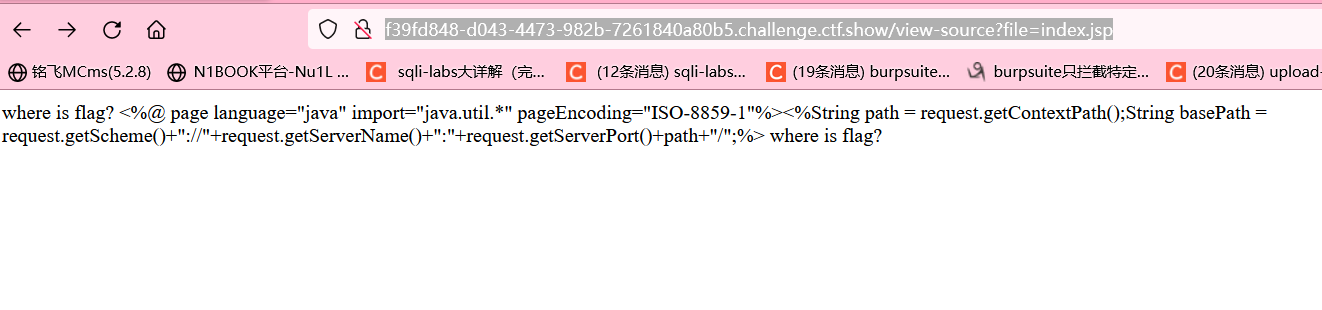 f39fd848-d043-4473-982b-7261840a80b5.challenge.ctf.show/view-source?file=index.jsp
铭飞MCms(5.2.8) N1BOOK平台-Nu1L ... C sqli-labs大详解（完... C (12条消息) sqli-labs... C (19条消息) burpsuite... burpsuite只拦截特定... C (20条消息) upload-
where is flag? <%@ page language="java" import="java.util.*" pageEncoding="ISO-8859-1"%><%String path = request.getContextPath();String basePath =
request.getScheme()+"://"+request.getServerName()+":"+request.getServerPort()+path+"/";%> where is flag?